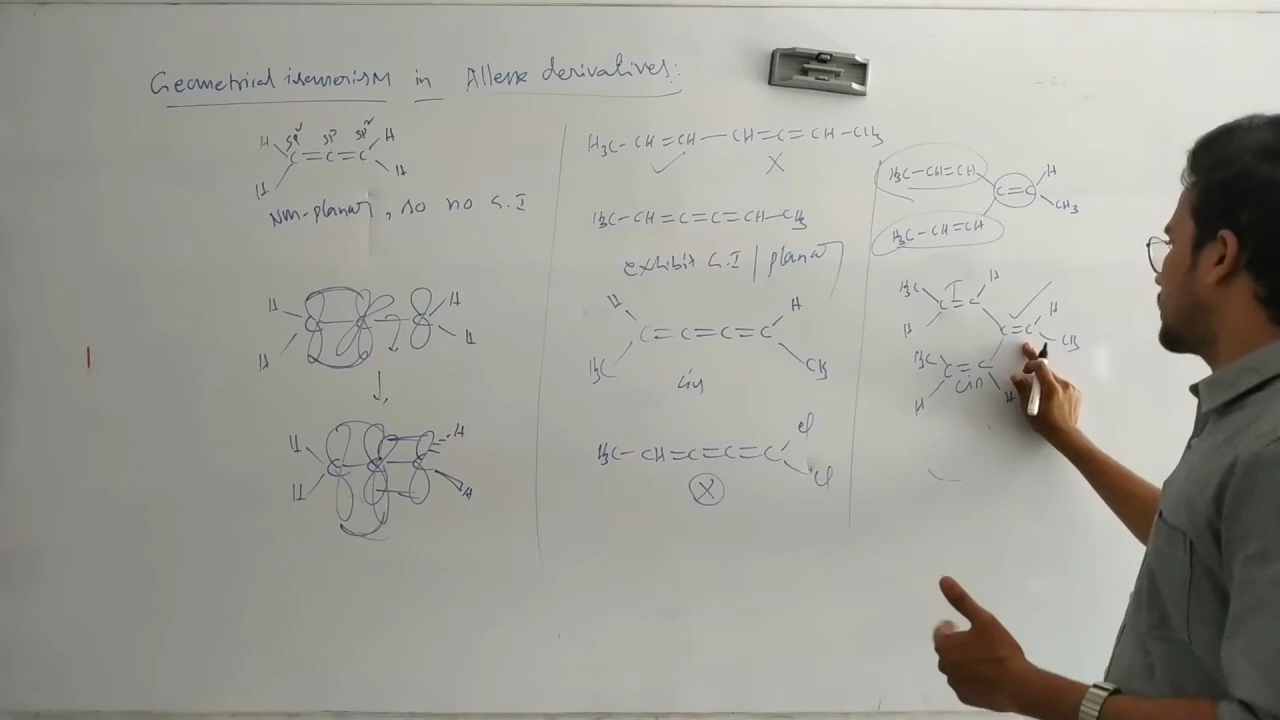 Geometrical isomerism in Allene derivatives:
H sp² sp sp² H
C=C=C
H H
Non-planar, so no G.I
H H
C C C
H H
H H
H H
H₃C-CH=CH-CH=C=CH-CH₃
✓ X
H₃C-CH=C=C=CH-CH₃
exhibit G.I / planar
H H
C=C=C=C
H₃C CH₃
cis
H₃C-CH=C=C=C Cl
Cl
X
H₃C-CH=CH H
C=C
H₃C-CH=CH CH₃
H₃C I H
C=C
H H
C=C
H₃C CH₃
C=C
H cis H